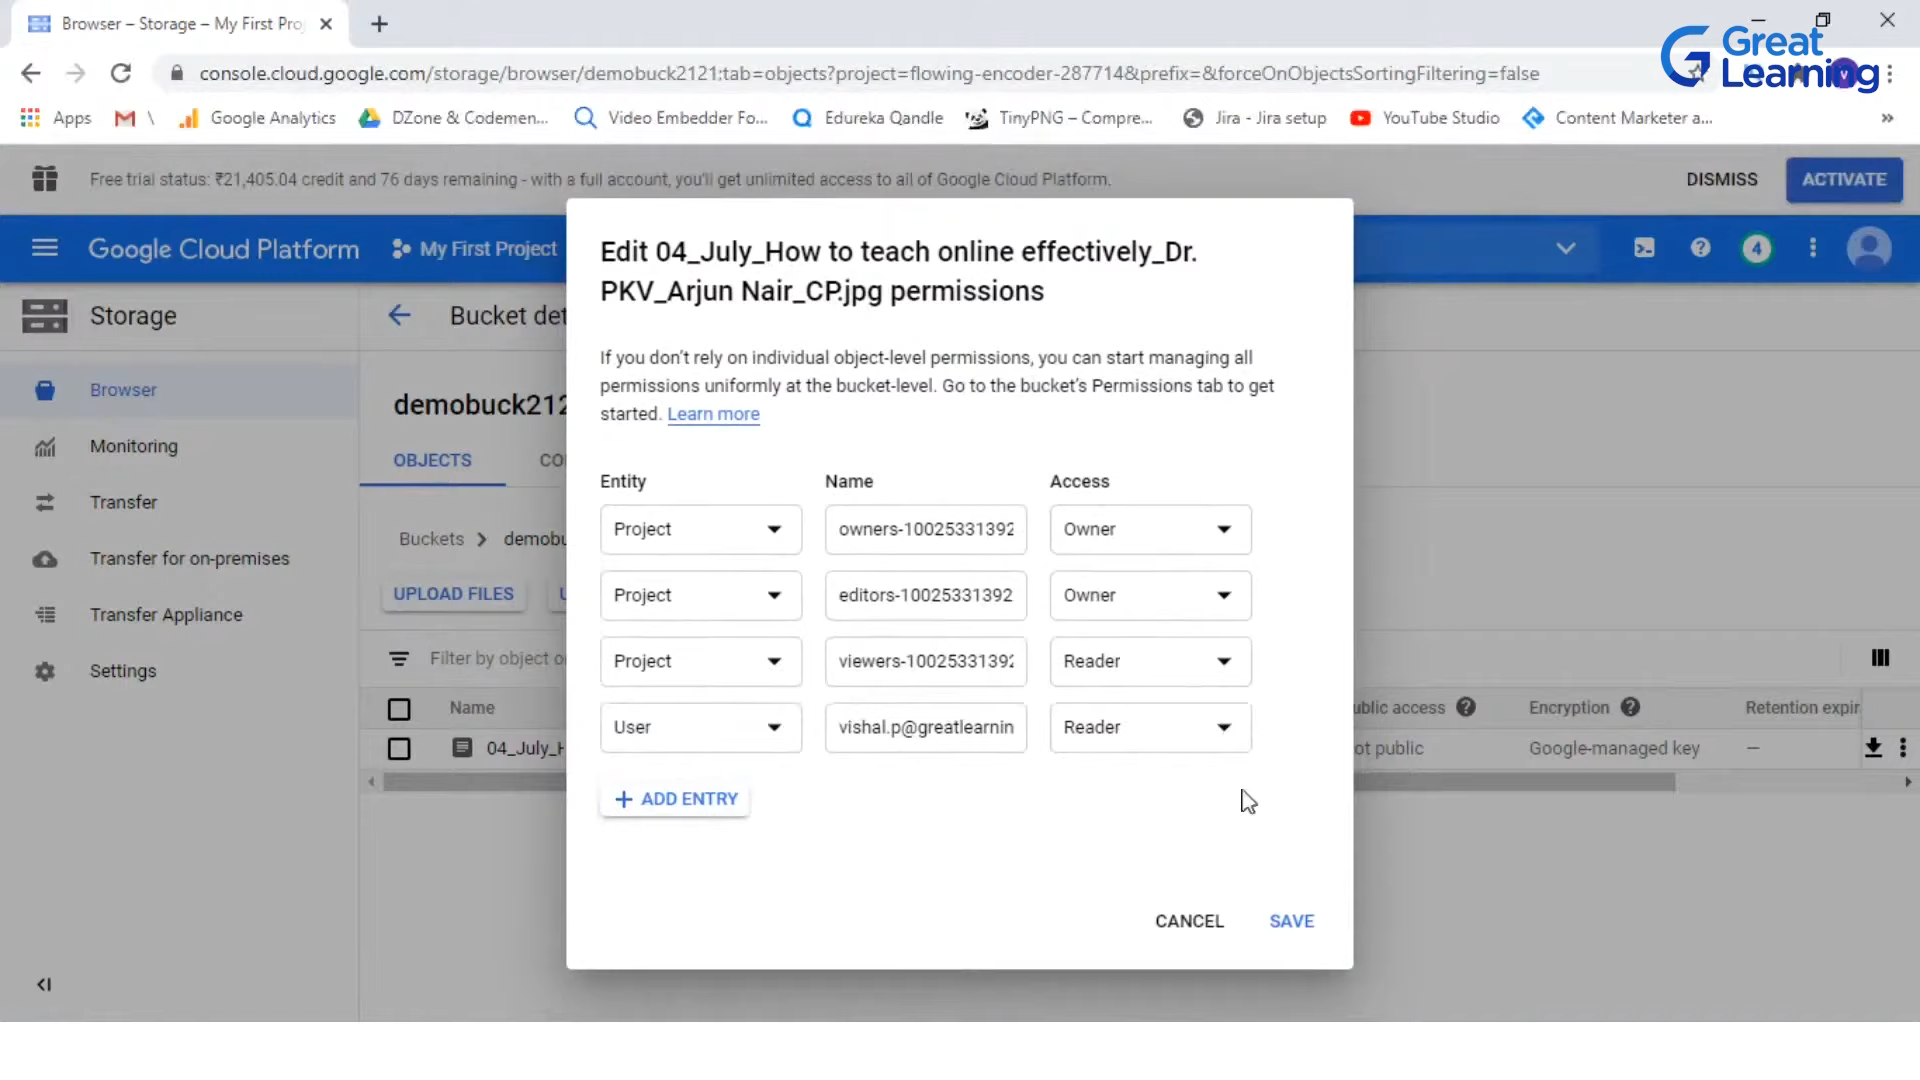 Browser – Storage – My First Pro
Great Learning
console.cloud.google.com/storage/browser/demobuck2121;tab=objects?project=flowing-encoder-287714&prefix=&forceOnObjectsSortingFiltering=false
Apps \ Google Analytics DZone & Codemen... Video Embedder Fo... Edureka Qandle TinyPNG – Compre... Jira - Jira setup YouTube Studio Content Marketer a... »
Free trial status: ₹21,405.04 credit and 76 days remaining - with a full account, you'll get unlimited access to all of Google Cloud Platform. DISMISS ACTIVATE
Google Cloud Platform My First Project 4
Storage
Bucket det
Browser
Monitoring
Transfer
Transfer for on-premises
Transfer Appliance
Settings
demobuck212
OBJECTS CO
Buckets > demobu
UPLOAD FILES U
Filter by object o
Name ublic access Encryption Retention expir
04_July_H ot public Google-managed key –
Edit 04_July_How to teach online effectively_Dr.
PKV_Arjun Nair_CP.jpg permissions
If you don't rely on individual object-level permissions, you can start managing all
permissions uniformly at the bucket-level. Go to the bucket's Permissions tab to get
started. Learn more
Entity Name Access
Project owners-10025331392 Owner
Project editors-10025331392 Owner
Project viewers-10025331392 Reader
User vishal.p@greatlearnin Reader
+ ADD ENTRY
CANCEL SAVE